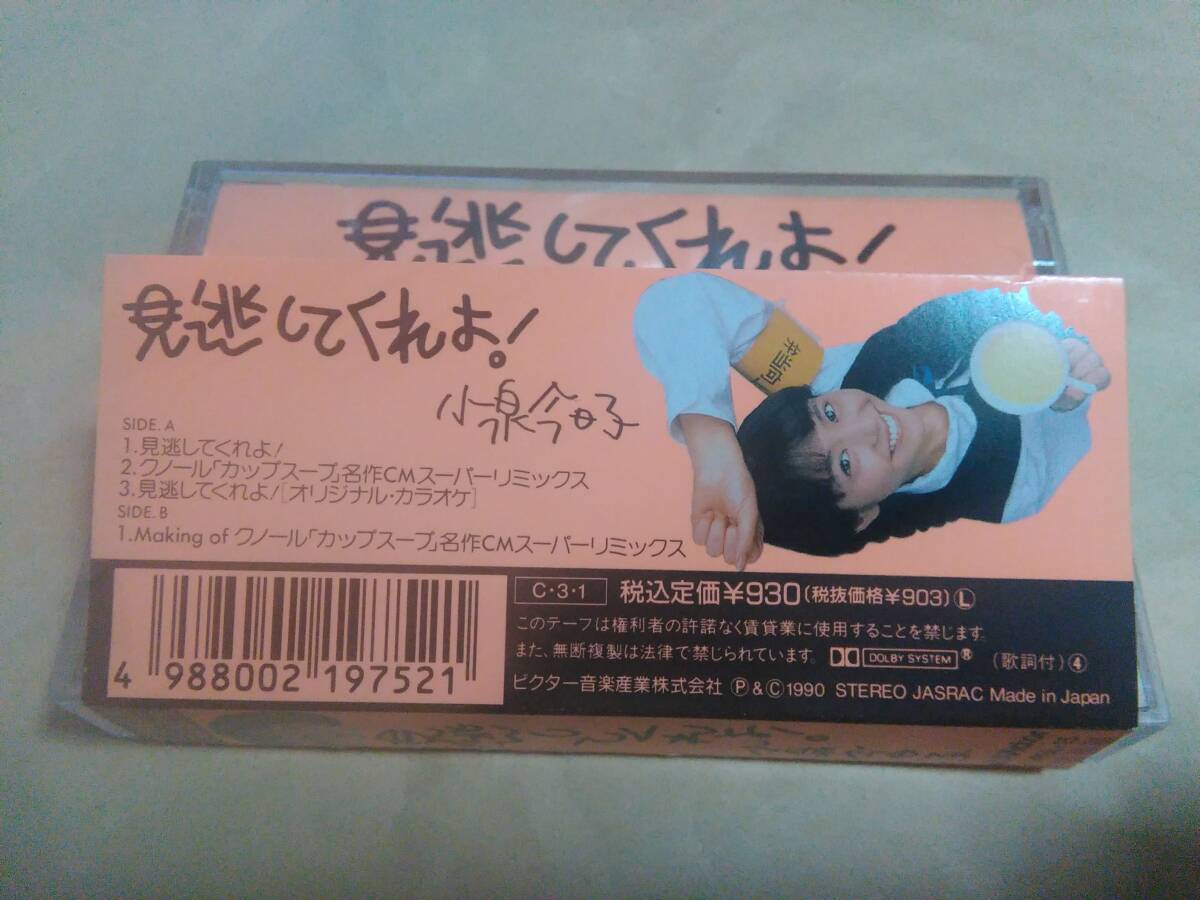 見逃してくれよ!
見逃してくれよ!
小泉今日子
SIDE. A
1.見逃してくれよ!
2.クノール「カップスープ」名作CMスーパーリミックス
3.見逃してくれよ![オリジナル・カラオケ]
SIDE. B
1.Making of クノール「カップスープ」名作CMスーパーリミックス
弁当向
C・3・1 税込定価¥930(税抜価格¥903)Ⓛ
このテープは権利者の許諾なく賃貸業に使用することを禁じます。
また、無断複製は法律で禁じられています。 DOLBY SYSTEM® (歌詞付)④
ビクター音楽産業株式会社 Ⓟ&Ⓒ1990 STEREO JASRAC Made in Japan
4 988002 197521